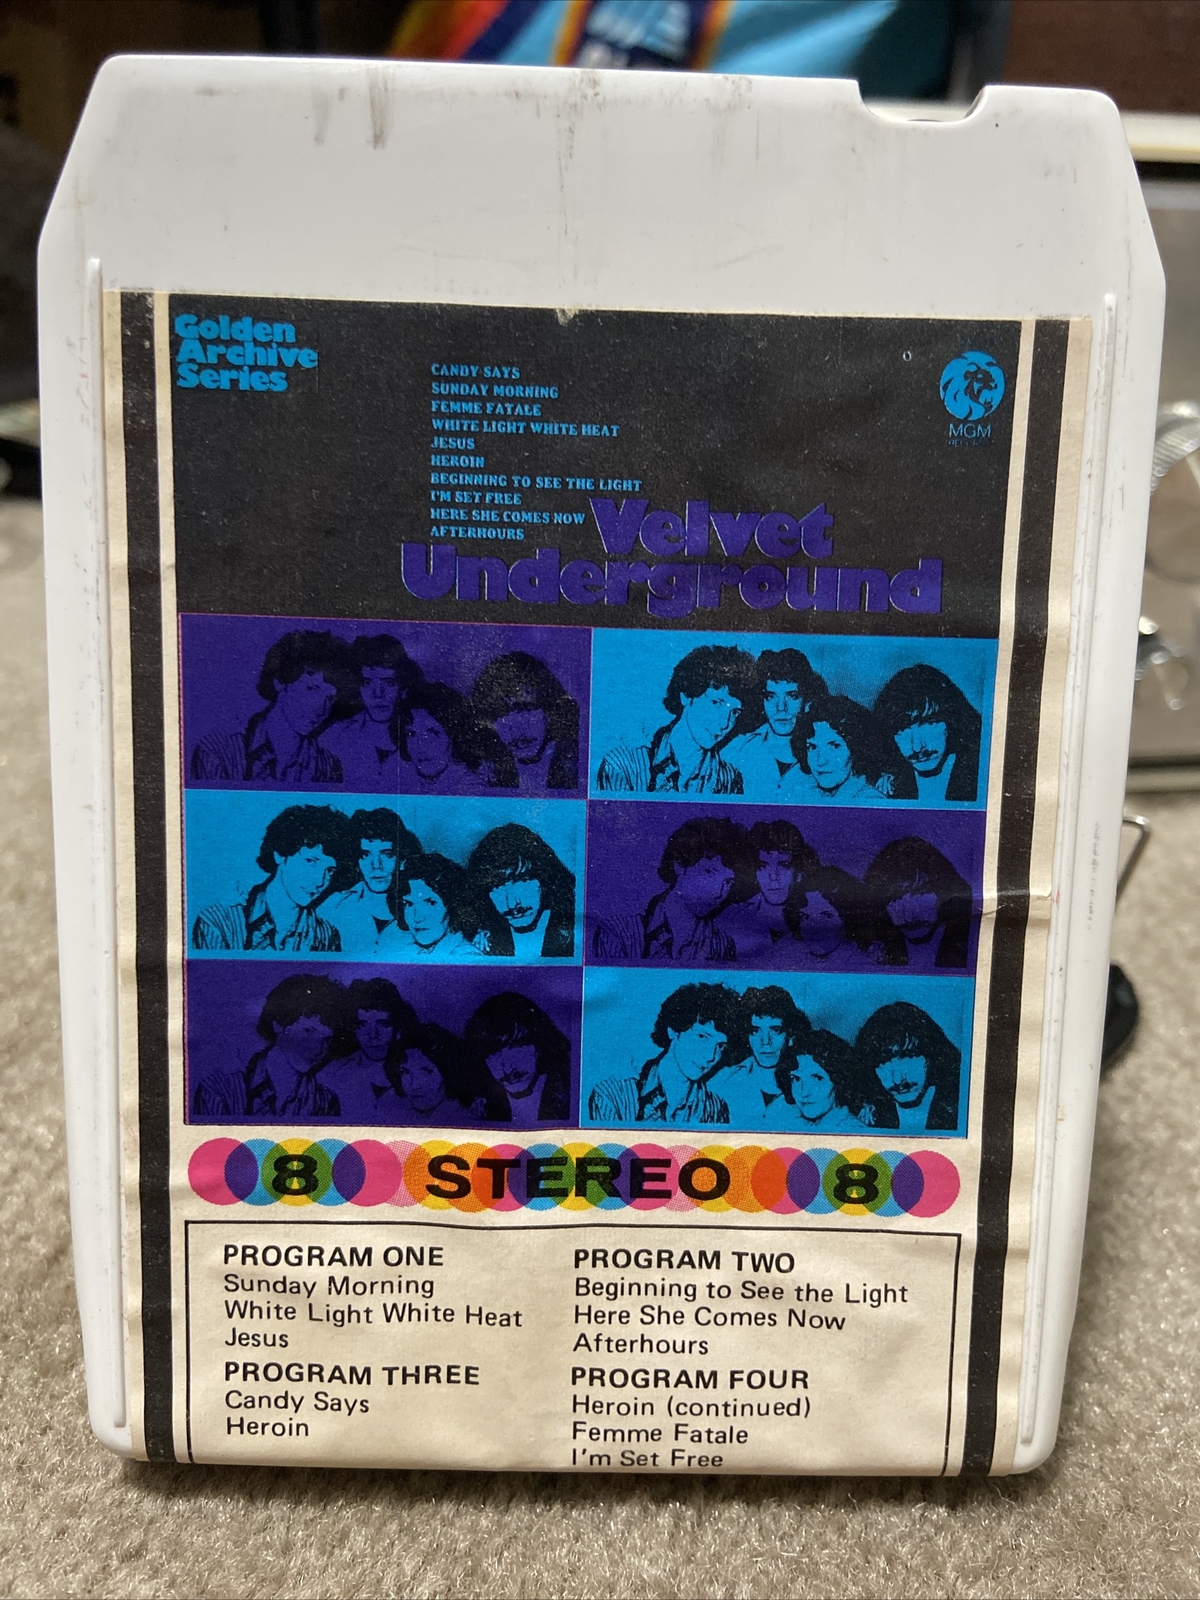 Golden
Archive
Series
CANDY SAYS
SUNDAY MORNING
FEMME FATALE
WHITE LIGHT WHITE HEAT
JESUS
HEROIN
BEGINNING TO SEE THE LIGHT
I'M SET FREE
HERE SHE COMES NOW
AFTERHOURS
MGM
Velvet
Underground
8 STEREO 8
PROGRAM ONE
Sunday Morning
White Light White Heat
Jesus
PROGRAM TWO
Beginning to See the Light
Here She Comes Now
Afterhours
PROGRAM THREE
Candy Says
Heroin
PROGRAM FOUR
Heroin (continued)
Femme Fatale
I'm Set Free